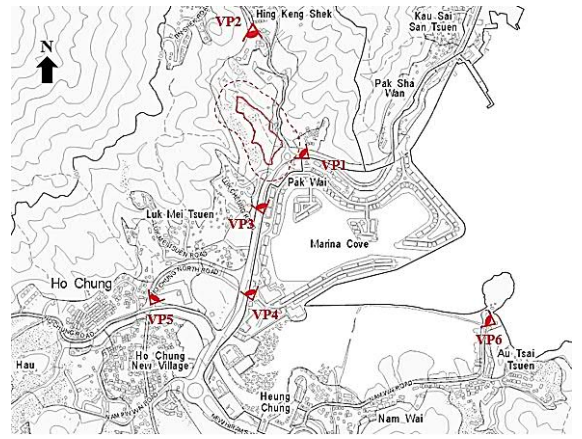 VP2
Hing Keng Shek
Kau Sai
San Tsuen
N
Pak Sha
Wan
VP1
Pak Wai
Luk Mei Tsuen
VP3
Marina Cove
Ho Chung
VP5
VP4
VP6
Au Tsai
Tsuen
Ho Chung
New Village
Hau
Heung
Chung
Nam Wai